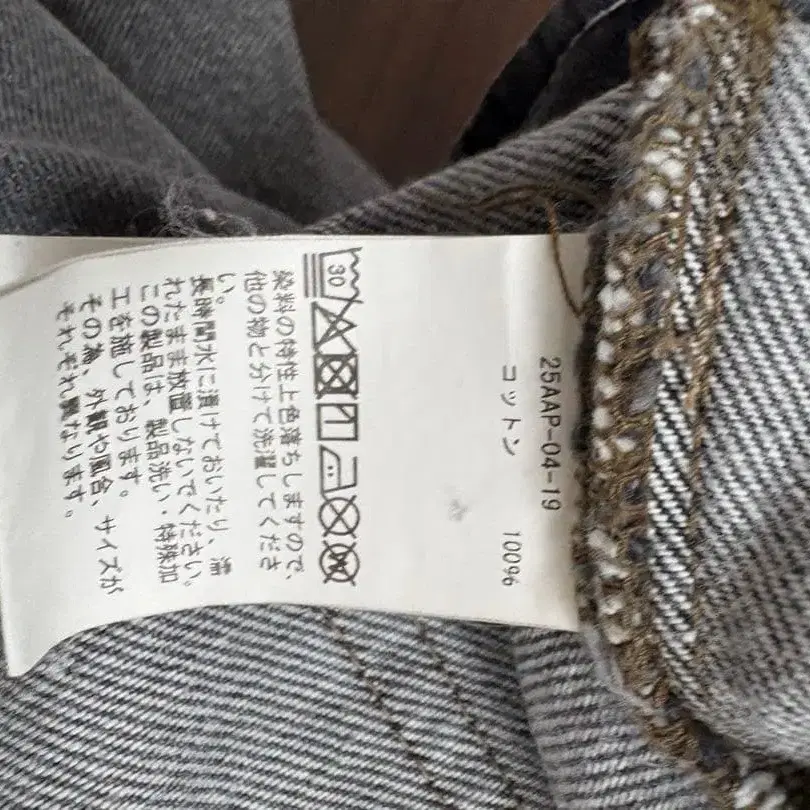 25AAP-04-19
コットン 100%
30
染料の特性上色落ちしますので、
他の物と分けて洗濯してくださ
い。
長時間水に漬けておいたり、濡
れたまま放置しないでください。
この製品は、製品洗い・特殊加
工を施しております。
その為、外観や風合、サイズが
それぞれ異なります。